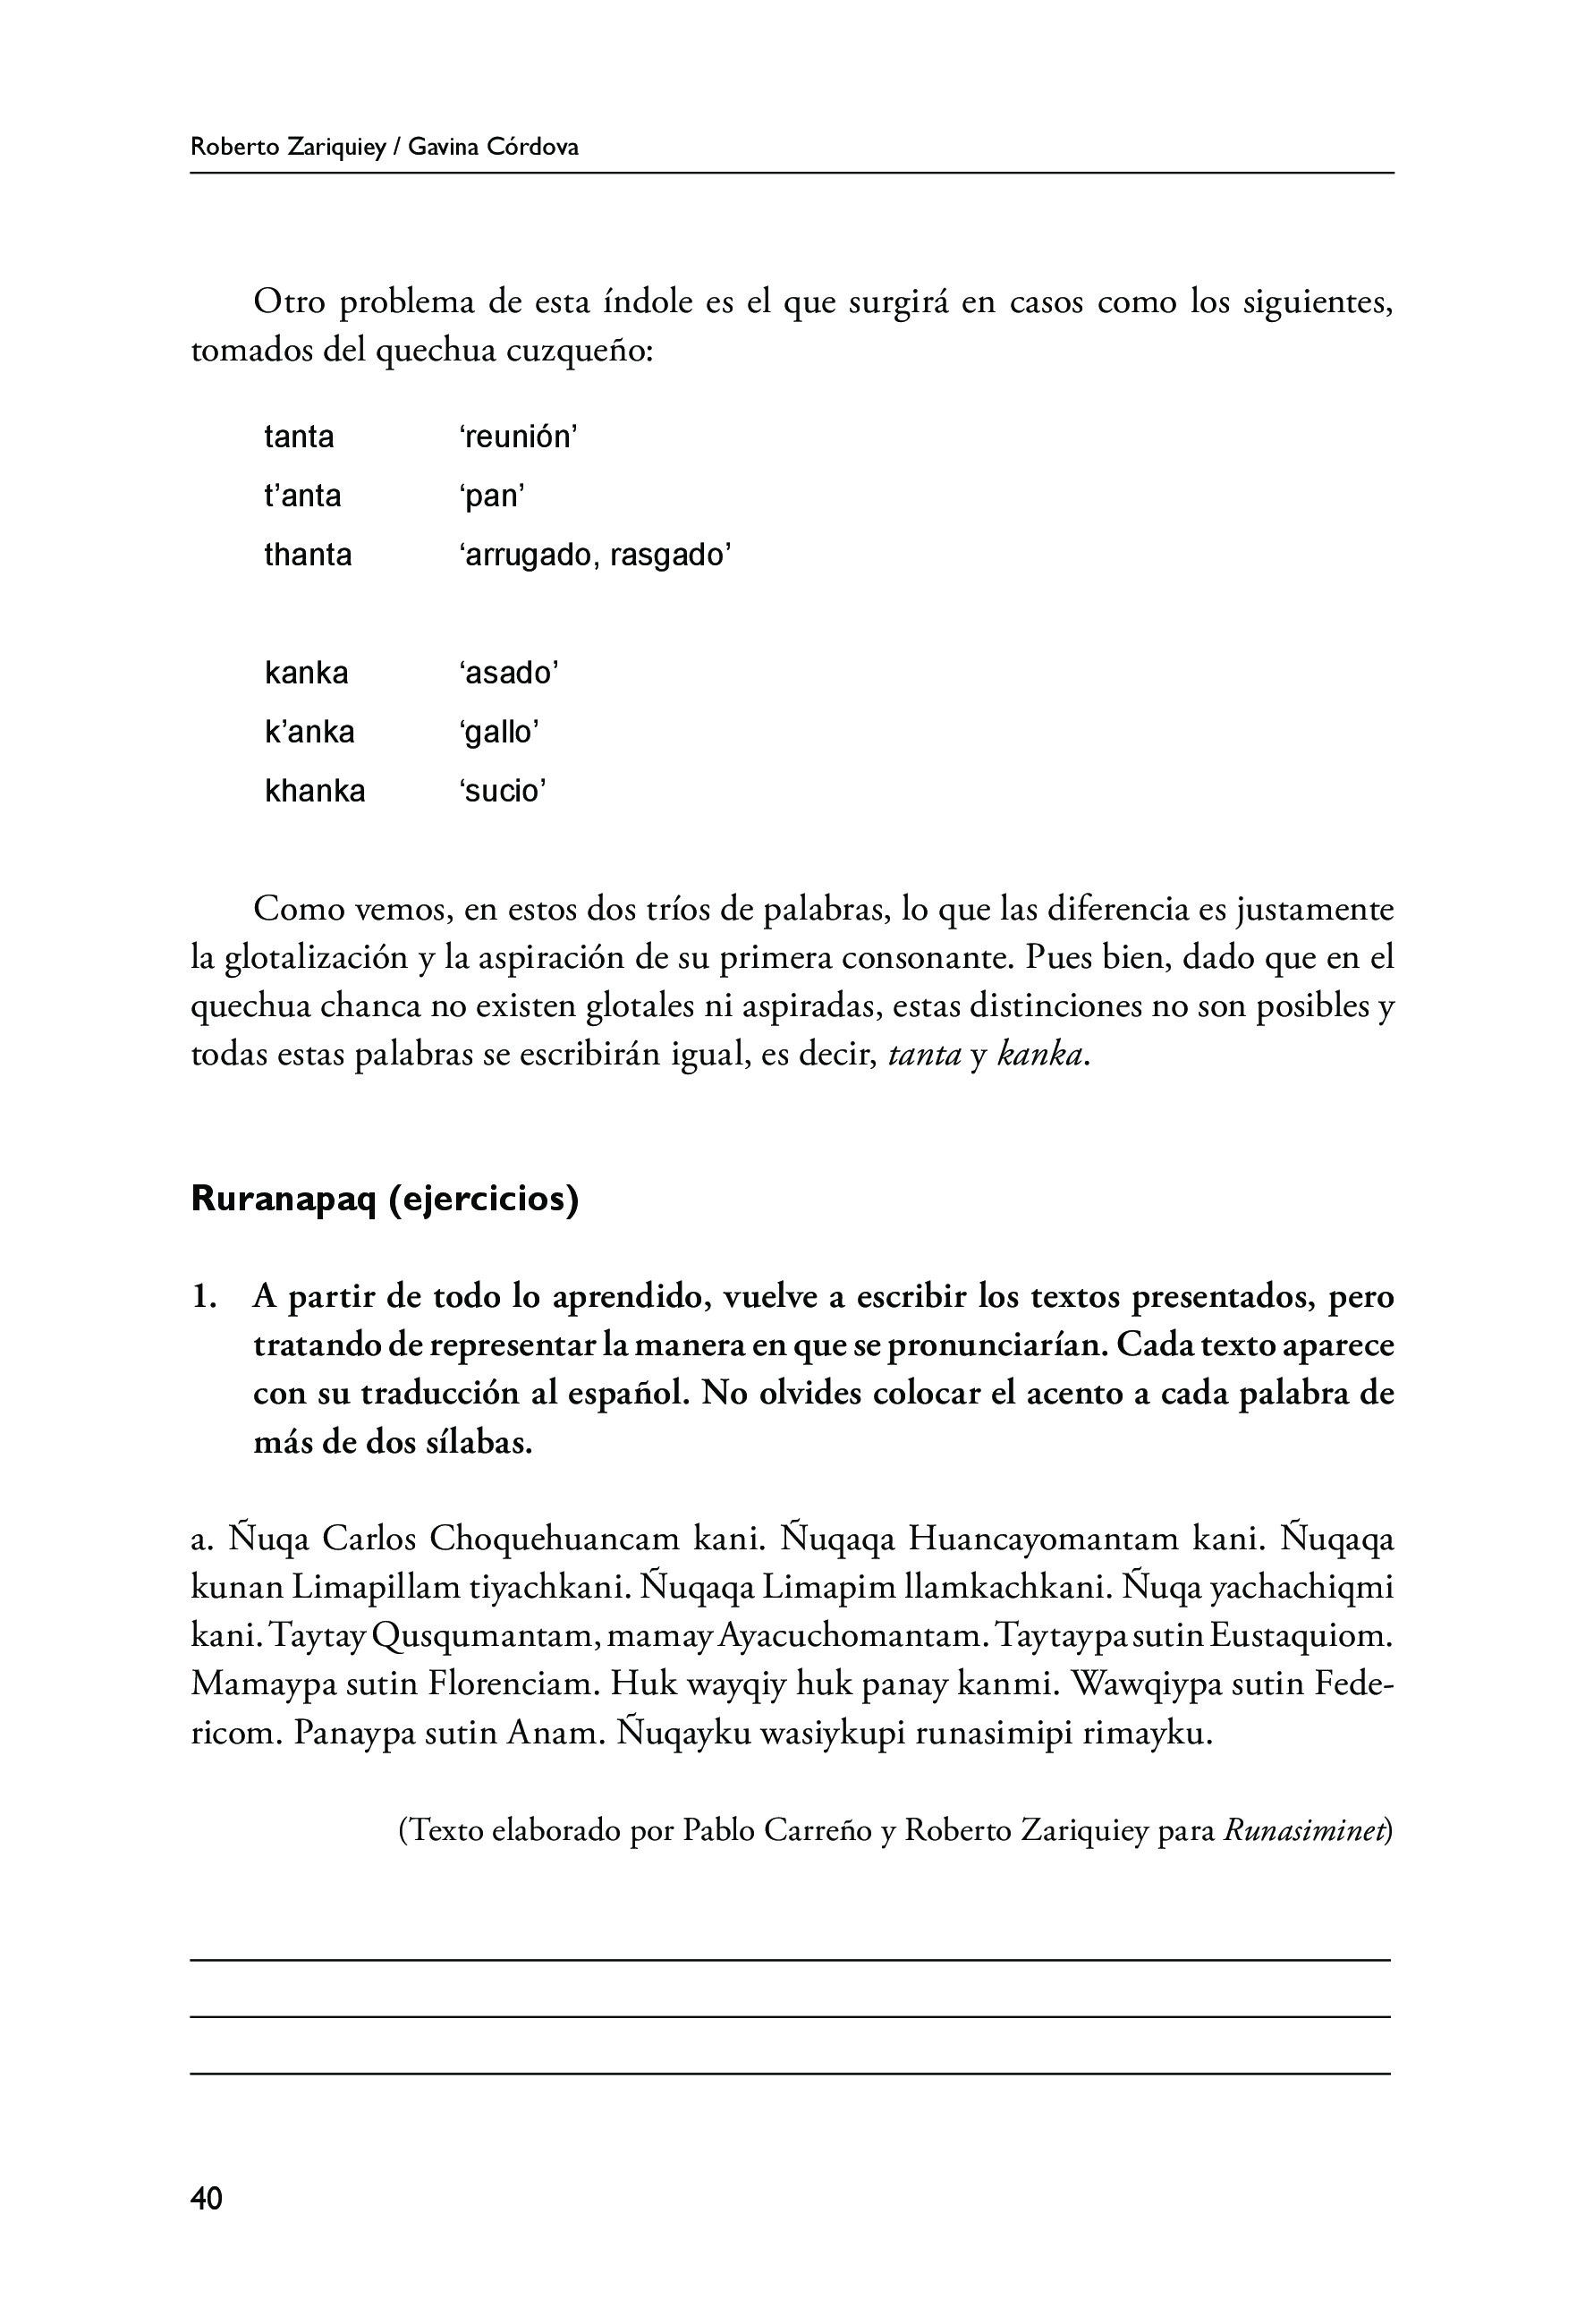 Roberto Zariquiey / Gavina Córdova
Otro problema de esta índole es el que surgirá en casos como los siguientes,
tomados del quechua cuzqueño:
tanta ‘reunión’
t’anta ‘pan’
thanta ‘arrugado, rasgado’
kanka ‘asado’
k’anka ‘gallo’
khanka ‘sucio’
Como vemos, en estos dos tríos de palabras, lo que las diferencia es justamente
la glotalización y la aspiración de su primera consonante. Pues bien, dado que en el
quechua chanca no existen glotales ni aspiradas, estas distinciones no son posibles y
todas estas palabras se escribirán igual, es decir, tanta y kanka.
Ruranapaq (ejercicios)
1. A partir de todo lo aprendido, vuelve a escribir los textos presentados, pero
tratando de representar la manera en que se pronunciarían. Cada texto aparece
con su traducción al español. No olvides colocar el acento a cada palabra de
más de dos sílabas.
a. Ñuqa Carlos Choquehuancam kani. Ñuqaqa Huancayomantam kani. Ñuqaqa
kunan Limapillam tiyachkani. Ñuqaqa Limapim llamkachkani. Ñuqa yachachiqmi
kani. Taytay Qusqumantam, mamay Ayacuchomantam. Taytaypa sutin Eustaquiom.
Mamaypa sutin Florenciam. Huk wayqiy huk panay kanmi. Wawqiypa sutin Fede-
ricom. Panaypa sutin Anam. Ñuqayku wasiykupi runasimipi rimayku.
(Texto elaborado por Pablo Carreño y Roberto Zariquiey para Runasiminet)
40